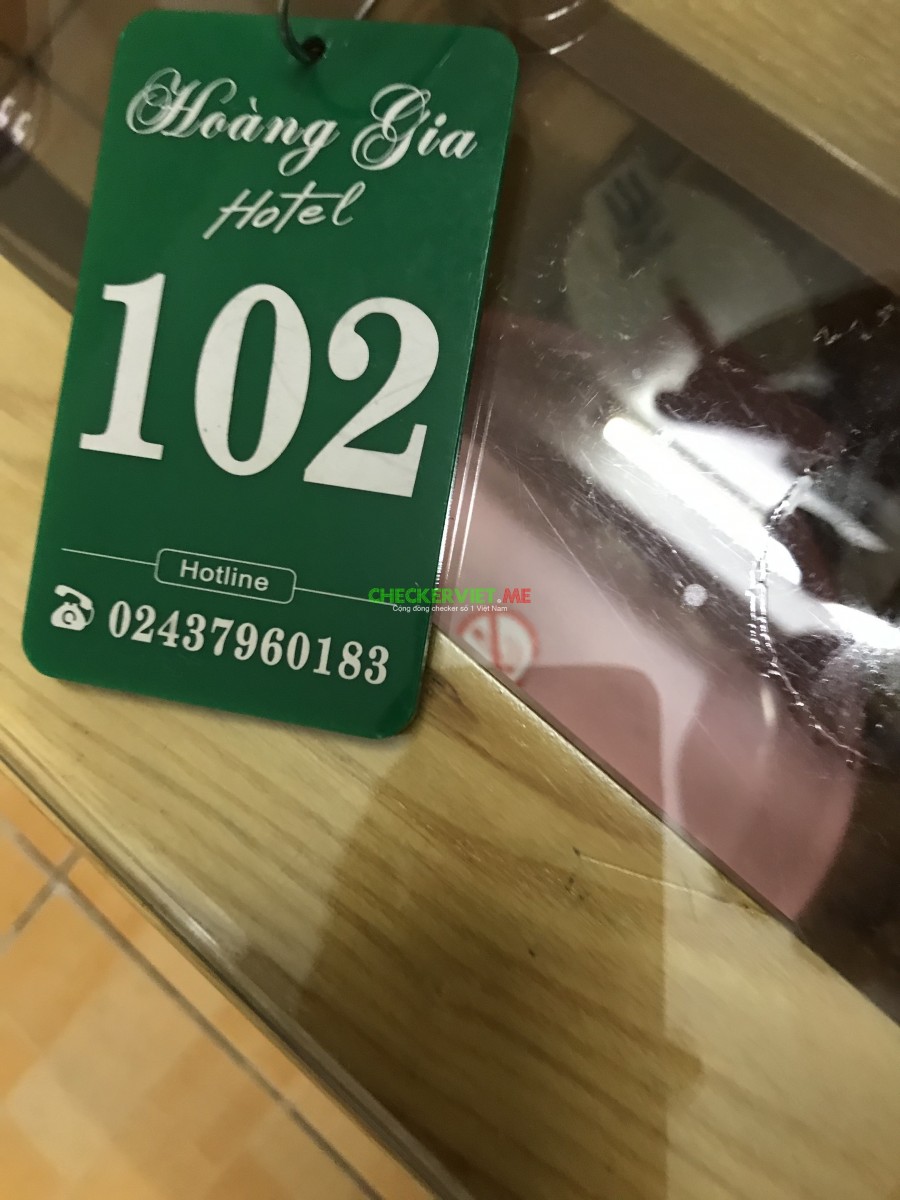 Hoàng Gia
Hotel
102
Hotline
02437960183
CHECKERVIET.ME
Cộng đồng checker số 1 Việt Nam